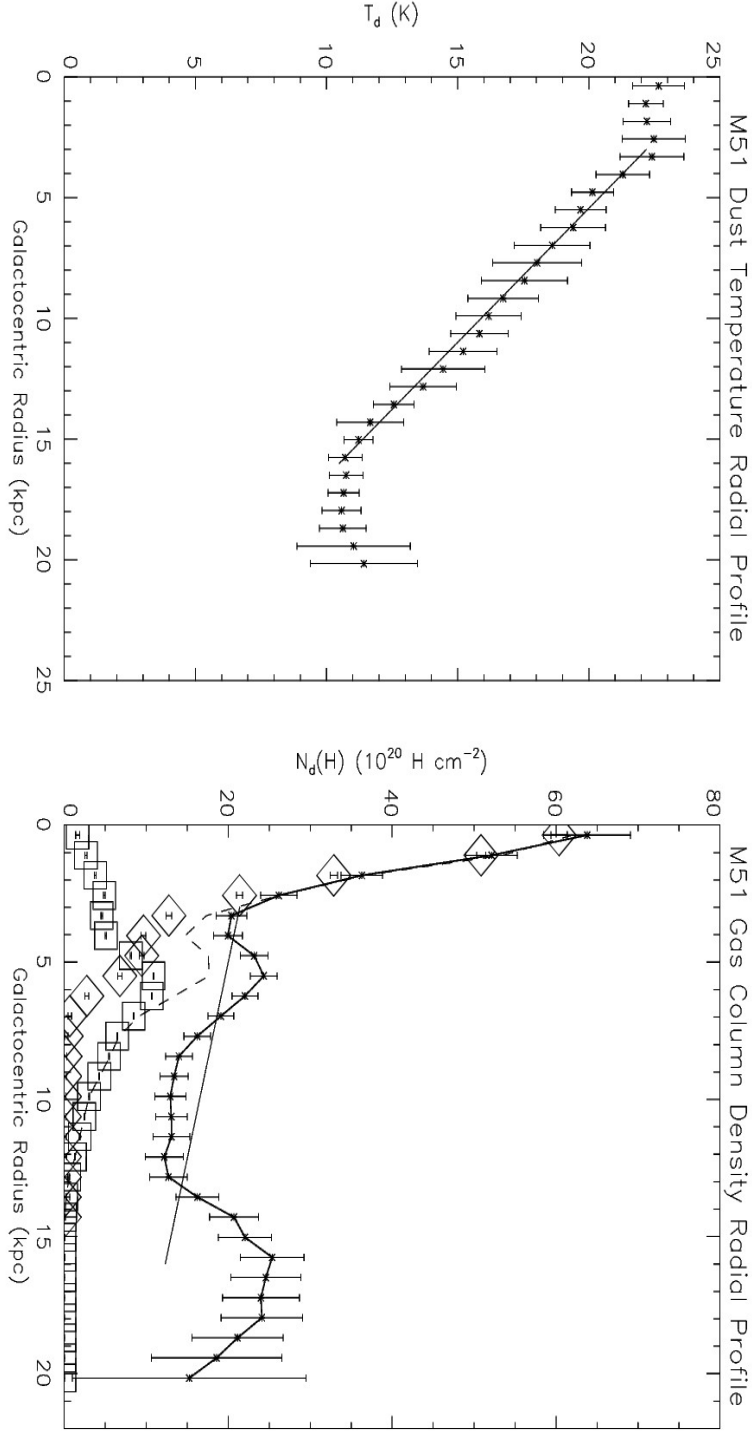 M51 Dust Temperature Radial Profile
T_d (K)
25
20
15
10
5
0
0 5 10 15 20 25
Galactocentric Radius (kpc)
M51 Gas Column Density Radial Profile
N_d(H) (10^20 H cm^-2)
80
60
40
20
0
0 5 10 15 20
Galactocentric Radius (kpc)